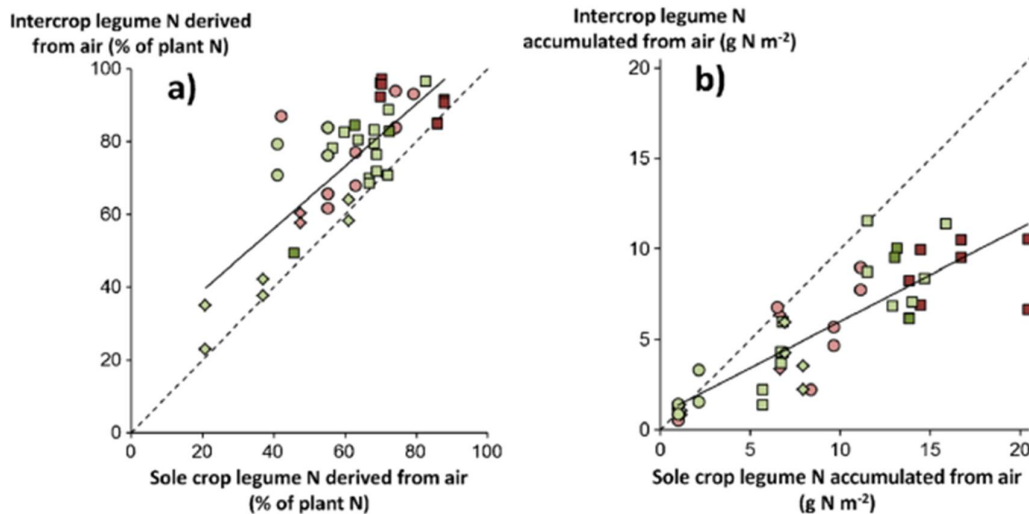 Intercrop legume N derived
from air (% of plant N)
100
80
60
40
20
0
a)
0 20 40 60 80 100
Sole crop legume N derived from air
(% of plant N)
Intercrop legume N
accumulated from air (g N m-2)
20
15
10
5
0
b)
0 5 10 15 20
Sole crop legume N accumulated from air
(g N m-2)